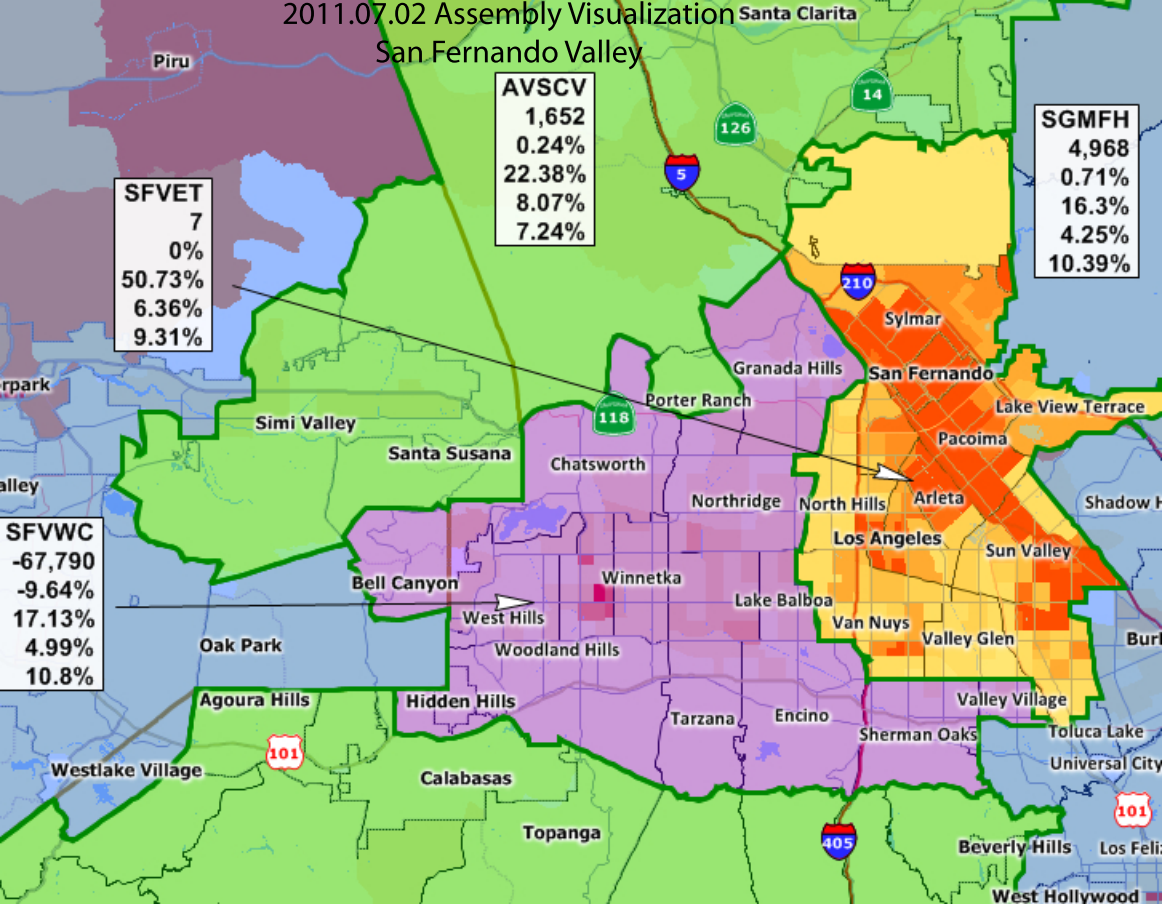 2011.07.02 Assembly Visualization
San Fernando Valley
Santa Clarita
Piru
AVSCV
1,652
0.24%
22.38%
8.07%
7.24%
14
126
5
SGMFH
4,968
0.71%
16.3%
4.25%
10.39%
SFVET
7
0%
50.73%
6.36%
9.31%
210
Sylmar
Granada Hills
San Fernando
rpark
Porter Ranch
Lake View Terrace
118
Simi Valley
Pacoima
Santa Susana
Chatsworth
alley
Northridge
North Hills
Arleta
Shadow H
SFVWC
-67,790
-9.64%
17.13%
4.99%
10.8%
Los Angeles
Sun Valley
Bell Canyon
Winnetka
Lake Balboa
West Hills
Van Nuys
Valley Glen
Burl
Oak Park
Woodland Hills
Agoura Hills
Hidden Hills
Valley Village
Tarzana
Encino
Sherman Oaks
Toluca Lake
101
Universal City
Westlake Village
Calabasas
101
Topanga
405
Beverly Hills
Los Feliz
West Hollywood